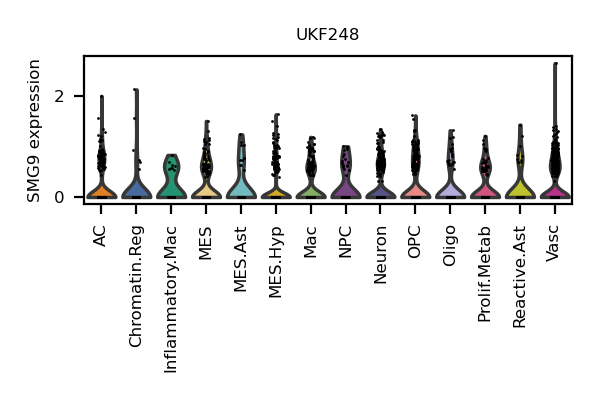 UKF248
SMG9 expression
2
0
AC
Chromatin.Reg
Inflammatory.Mac
MES
MES.Ast
MES.Hyp
Mac
NPC
Neuron
OPC
Oligo
Prolif.Metab
Reactive.Ast
Vasc